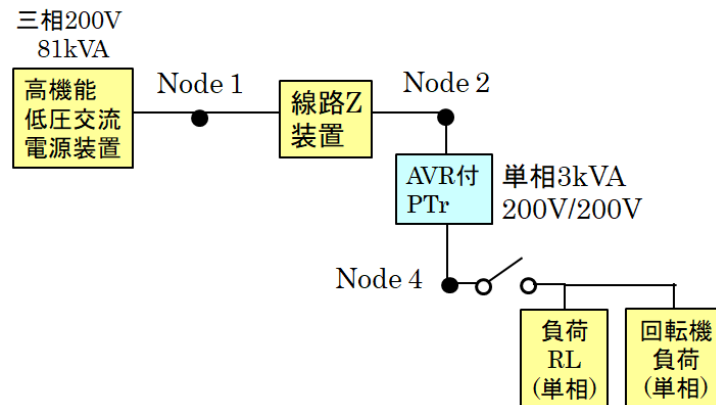 三相200V
81kVA
高機能
低圧交流
電源装置
Node 1
線路Z
装置
Node 2
AVR付
PTr
単相3kVA
200V/200V
Node 4
負荷
RL
(単相)
回転機
負荷
(単相)